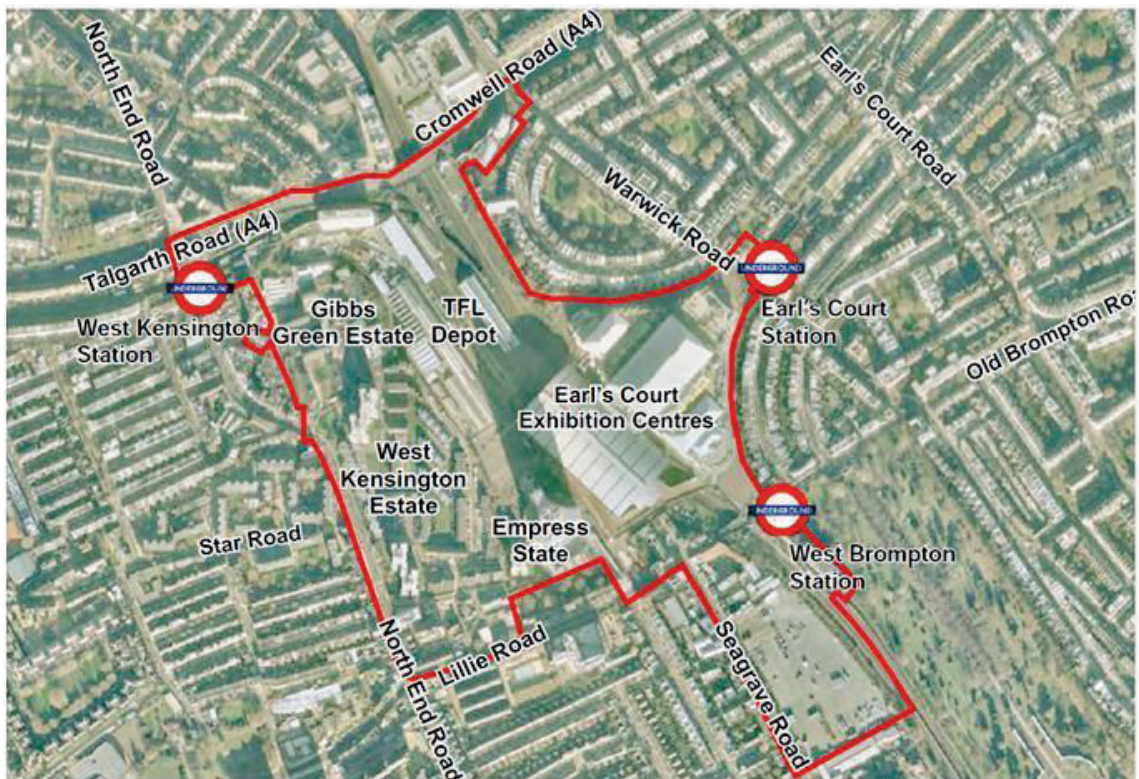 North End Road
Cromwell Road (A4)
Earl's Court Road
Warwick Road
Talgarth Road (A4)
UNDERGROUND
UNDERGROUND
West Kensington
Station
Gibbs
Green Estate
TFL
Depot
Earl's Court
Station
Old Brompton Roa
Earl's Court
Exhibition Centres
West
Kensington
Estate
Star Road
Empress
State
UNDERGROUND
West Brompton
Station
North End Road
Lillie Road
Seagrave Road